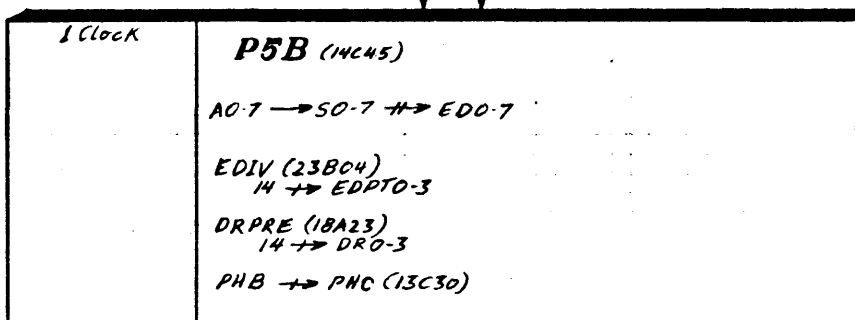 1 Clock
P5B (14C45)
A0-7 → S0-7 -++→ ED0-7
EDIV (23B04)
14 -+→ EDPT0-3
DRPRE (18A23)
14 -+→ DR0-3
PHB -+→ PHC (13C30)